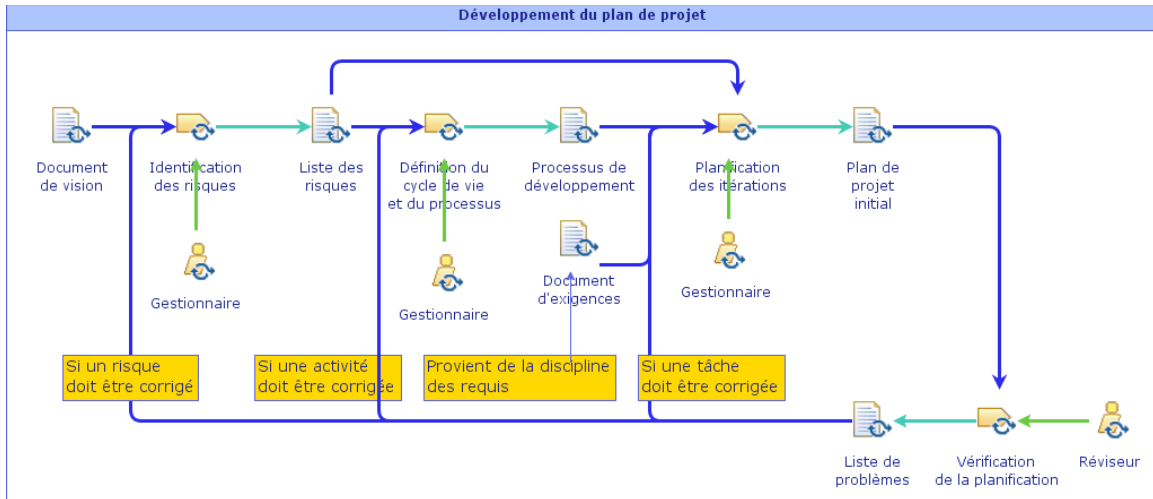 Développement du plan de projet
Document
de vision
Identification
des risques
Liste des
risques
Définition du
cycle de vie
et du processus
Processus de
développement
Planification
des itérations
Plan de
projet
initial
Document
d'exigences
Gestionnaire
Gestionnaire
Gestionnaire
Si un risque
doit être corrigé
Si une activité
doit être corrigée
Provient de la discipline
des requis
Si une tâche
doit être corrigée
Liste de
problèmes
Vérification
de la planification
Réviseur